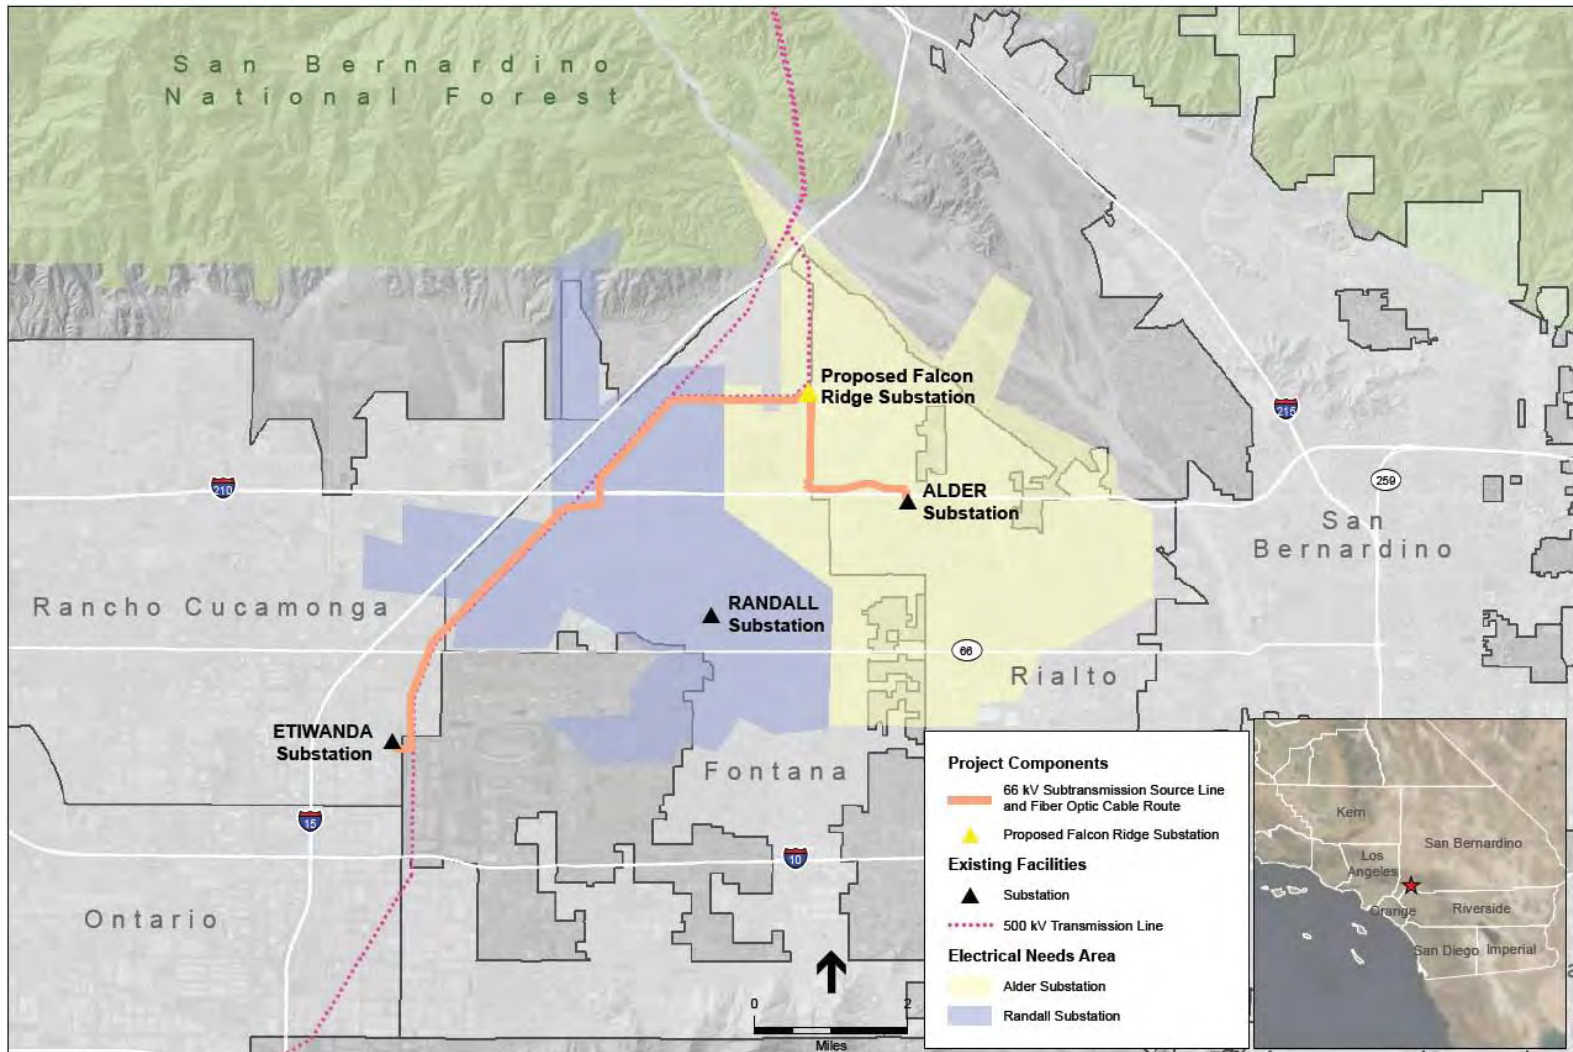 San Bernardino
National Forest
215
Proposed Falcon
Ridge Substation
210
259
ALDER
Substation
San
Bernardino
Rancho Cucamonga
RANDALL
Substation
66
Rialto
ETIWANDA
Substation
Fontana
15
10
Ontario
0
2
Miles
Project Components
66 kV Subtransmission Source Line
and Fiber Optic Cable Route
Proposed Falcon Ridge Substation
Existing Facilities
Substation
500 kV Transmission Line
Electrical Needs Area
Alder Substation
Randall Substation
Kern
San Bernardino
Los
Angeles
Orange
Riverside
San Diego
Imperial